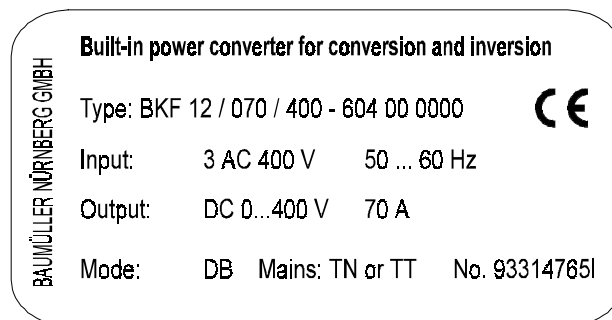 BAUMÜLLER NÜRNBERG GMBH
Built-in power converter for conversion and inversion
Type: BKF 12 / 070 / 400 - 604 00 0000 CE
Input: 3 AC 400 V 50 ... 60 Hz
Output: DC 0...400 V 70 A
Mode: DB Mains: TN or TT No. 93314765I